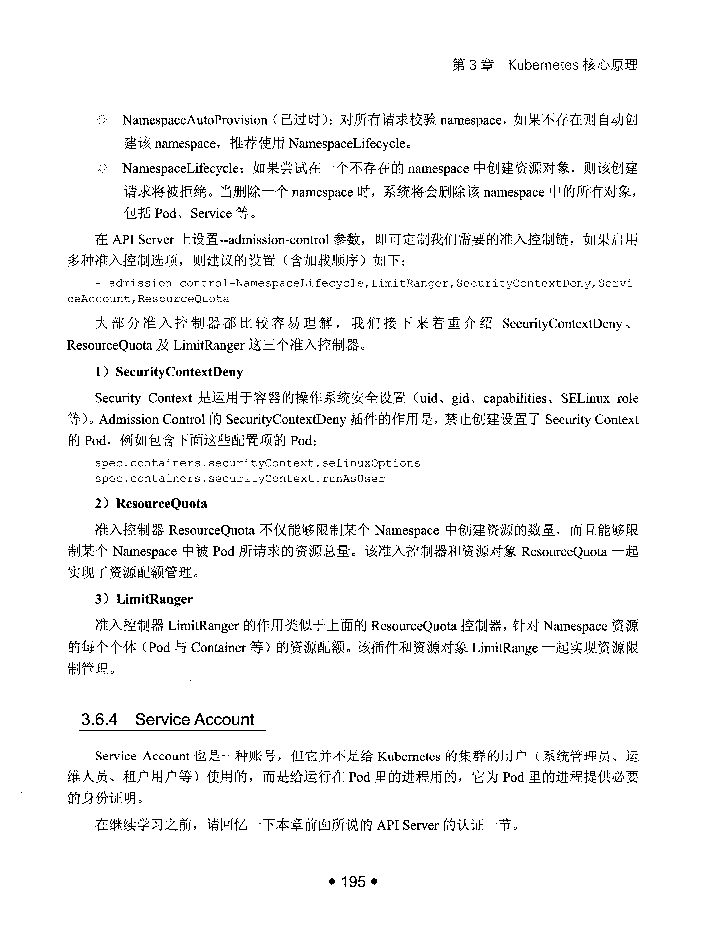 第 3 章 Kubernetes 核心原理
◇ NamespaceAutoProvision（已过时）：对所有请求校验 namespace，如果不存在则自动创
建该 namespace，推荐使用 NamespaceLifecycle。
◇ NamespaceLifecycle：如果尝试在一个不存在的 namespace 中创建资源对象，则该创建
请求将被拒绝。当删除一个 namespace 时，系统将会删除该 namespace 中的所有对象，
包括 Pod、Service 等。
在 API Server 上设置--admission-control 参数，即可定制我们需要的准入控制链，如果启用
多种准入控制选项，则建议的设置（含加载顺序）如下：
--admission-control=NamespaceLifecycle,LimitRanger,SecurityContextDeny,Servi
ceAccount,ResourceQuota
大部分准入控制器都比较容易理解，我们接下来着重介绍 SecurityContextDeny、
ResourceQuota 及 LimitRanger 这三个准入控制器。
1）SecurityContextDeny
Security Context 是运用于容器的操作系统安全设置（uid、gid、capabilities、SELinux role
等）。Admission Control 的 SecurityContextDeny 插件的作用是，禁止创建设置了 Security Context
的 Pod，例如包含下面这些配置项的 Pod：
spec.containers.securityContext.seLinuxOptions
spec.containers.securityContext.runAsUser
2）ResourceQuota
准入控制器 ResourceQuota 不仅能够限制某个 Namespace 中创建资源的数量，而且能够限
制某个 Namespace 中被 Pod 所请求的资源总量。该准入控制器和资源对象 ResourceQuota 一起
实现了资源配额管理。
3）LimitRanger
准入控制器 LimitRanger 的作用类似于上面的 ResourceQuota 控制器，针对 Namespace 资源
的每个个体（Pod 与 Container 等）的资源配额。该插件和资源对象 LimitRange 一起实现资源限
制管理。
3.6.4 Service Account
Service Account 也是一种账号，但它并不是给 Kubernetes 的集群的用户（系统管理员、运
维人员、租户用户等）使用的，而是给运行在 Pod 里的进程用的，它为 Pod 里的进程提供必要
的身份证明。
在继续学习之前，请回忆一下本章前面所说的 API Server 的认证一节。
• 195 •